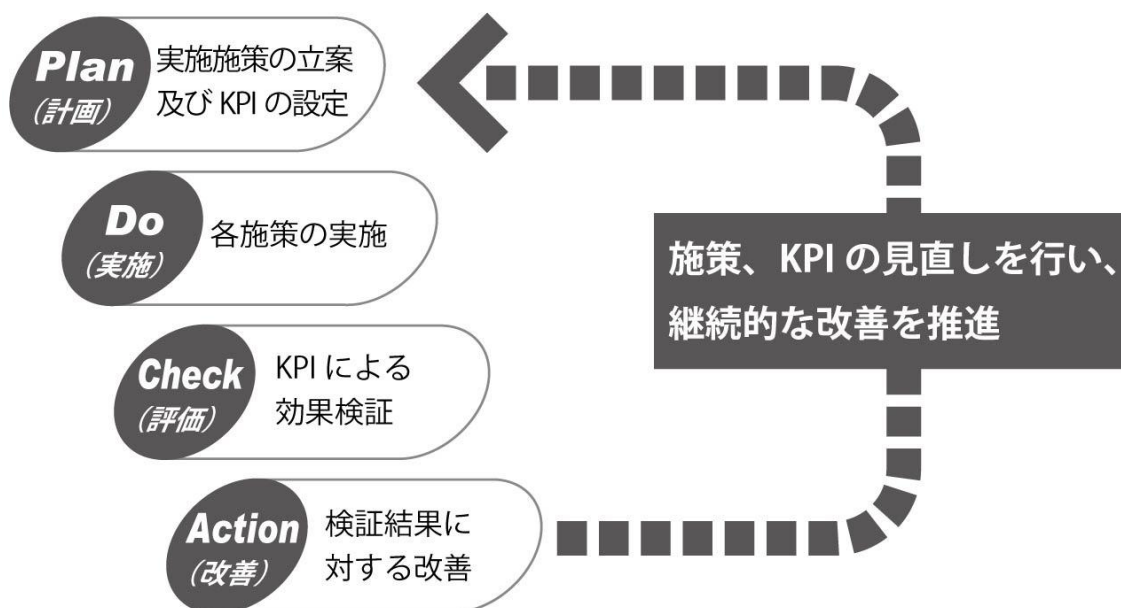 Plan
(計画)
実施施策の立案
及び KPI の設定
Do
(実施)
各施策の実施
Check
(評価)
KPI による
効果検証
Action
(改善)
検証結果に
対する改善
施策、KPI の見直しを行い、
継続的な改善を推進